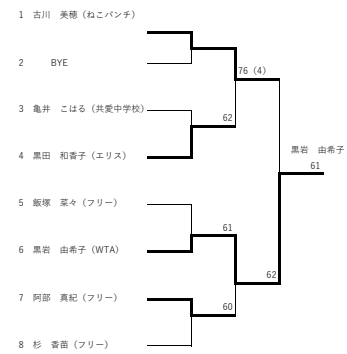 1 古川 美穂（ねこパンチ）
2 BYE
76（4）
3 亀井 こはる（共愛中学校）
62
4 黒田 和香子（エリス）
黒岩 由希子
61
5 飯塚 菜々（フリー）
61
6 黒岩 由希子（WTA）
62
7 阿部 真紀（フリー）
60
8 杉 香苗（フリー）